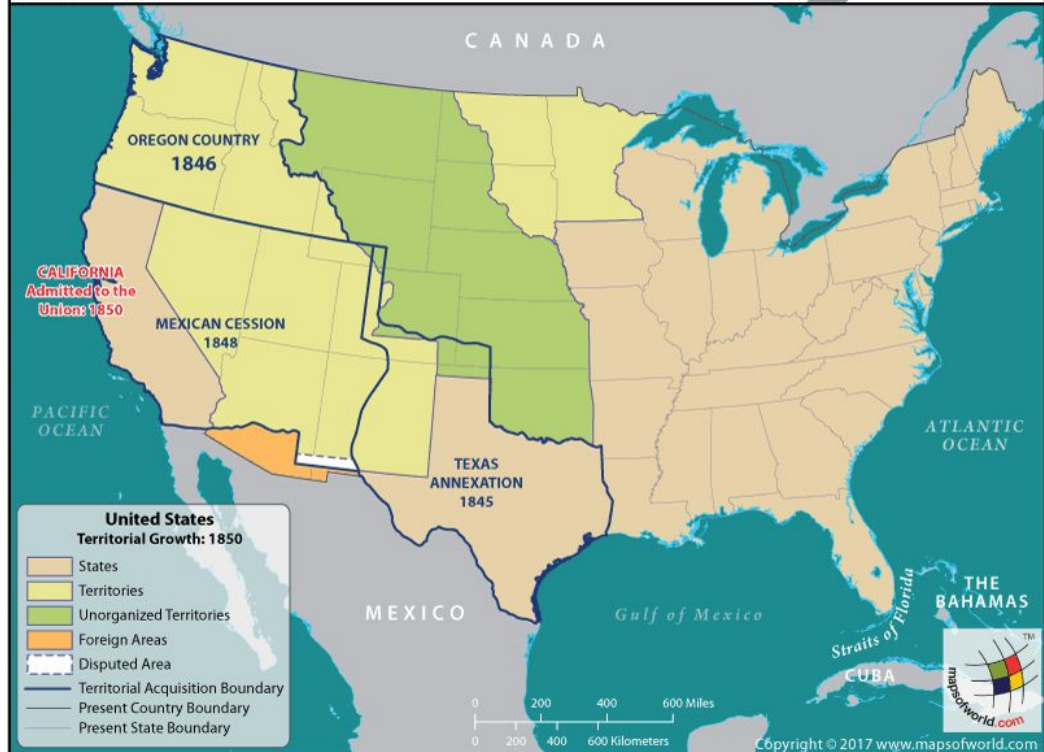 CANADA
OREGON COUNTRY
1846
CALIFORNIA
Admitted to the
Union: 1850
MEXICAN CESSION
1848
PACIFIC
OCEAN
ATLANTIC
OCEAN
TEXAS
ANNEXATION
1845
United States
Territorial Growth: 1850
States
Territories
Unorganized Territories
Foreign Areas
Disputed Area
Territorial Acquisition Boundary
Present Country Boundary
Present State Boundary
MEXICO
Gulf of Mexico
Straits of Florida
THE
BAHAMAS
CUBA
0 200 400 600 Miles
0 200 400 600 Kilometers
TM
mapsofworld.com
Copyright © 2017 www.mapsofworld.com